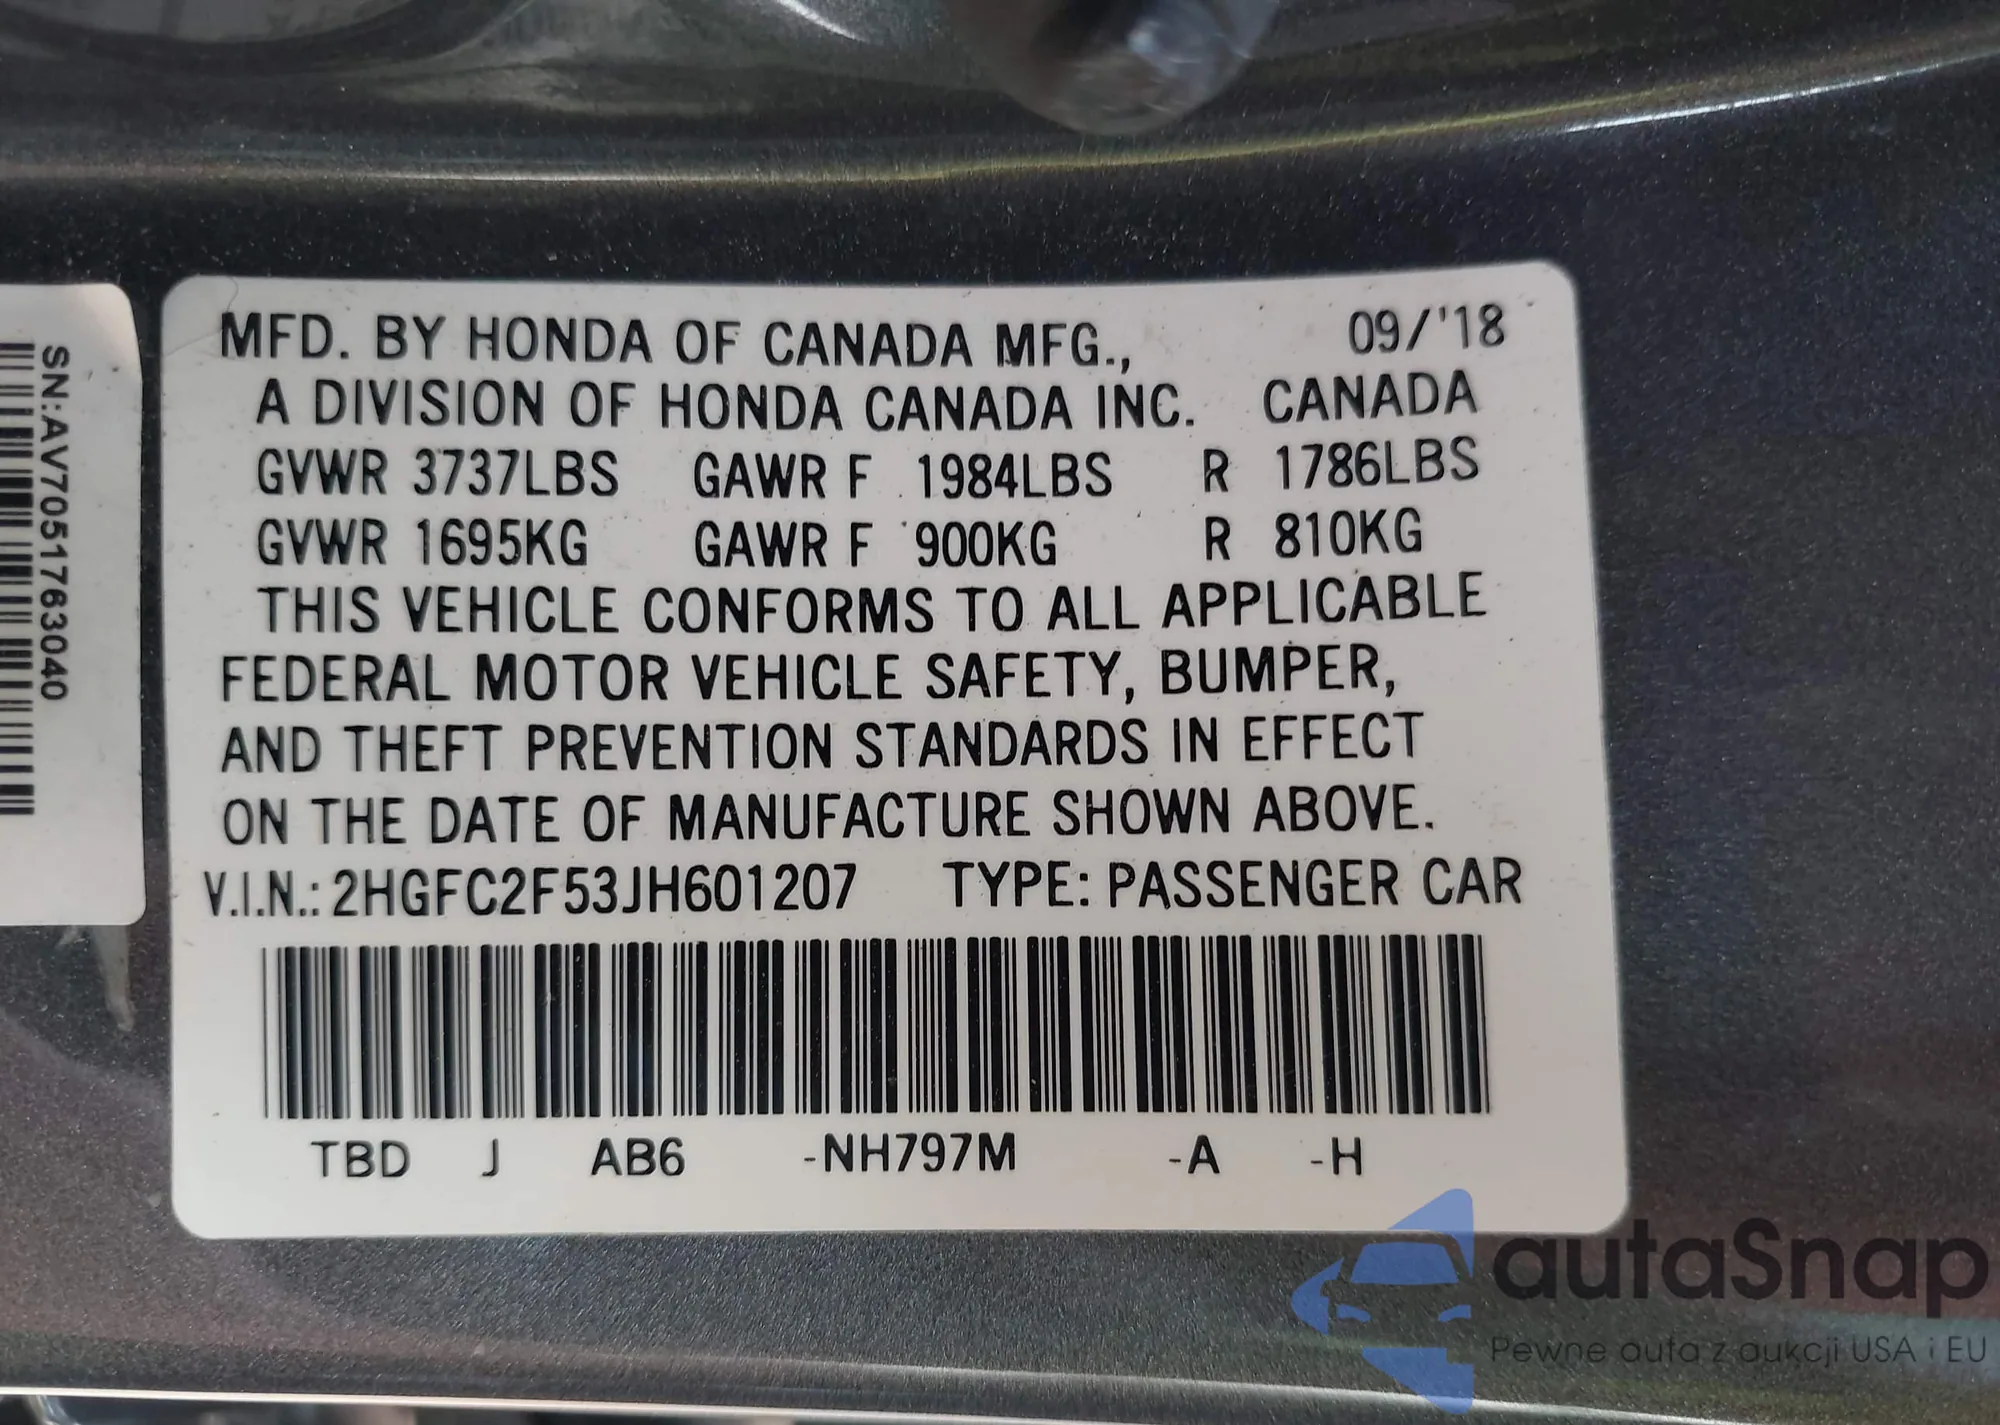 MFD. BY HONDA OF CANADA MFG., 09/'18
A DIVISION OF HONDA CANADA INC. CANADA
GVWR 3737LBS GAWR F 1984LBS R 1786LBS
GVWR 1695KG GAWR F 900KG R 810KG
THIS VEHICLE CONFORMS TO ALL APPLICABLE
FEDERAL MOTOR VEHICLE SAFETY, BUMPER,
AND THEFT PREVENTION STANDARDS IN EFFECT
ON THE DATE OF MANUFACTURE SHOWN ABOVE.
V.I.N.: 2HGFC2F53JH601207 TYPE: PASSENGER CAR
TBD J AB6 -NH797M -A -H
SN:AV7051763040
autaSnap
Pewne auta z aukcji USA i EU